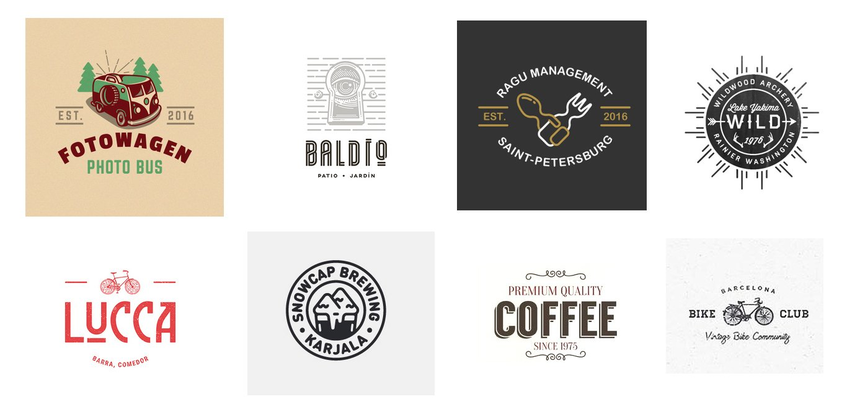 EST. 2016
FOTOWAGEN
PHOTO BUS
BALDÍO
PATIO • JARDÍN
RAGU MANAGEMENT
EST. 2016
SAINT-PETERSBURG
WILDWOOD ARCHERY
Lake Yakima
WILD
1976
RAINIER WASHINGTON
LUCCA
BARRA, COMEDOR
SNOWCAP BREWING
• KARJALA •
PREMIUM QUALITY
COFFEE
SINCE 1975
BARCELONA
BIKE CLUB
Vintage Bike Community